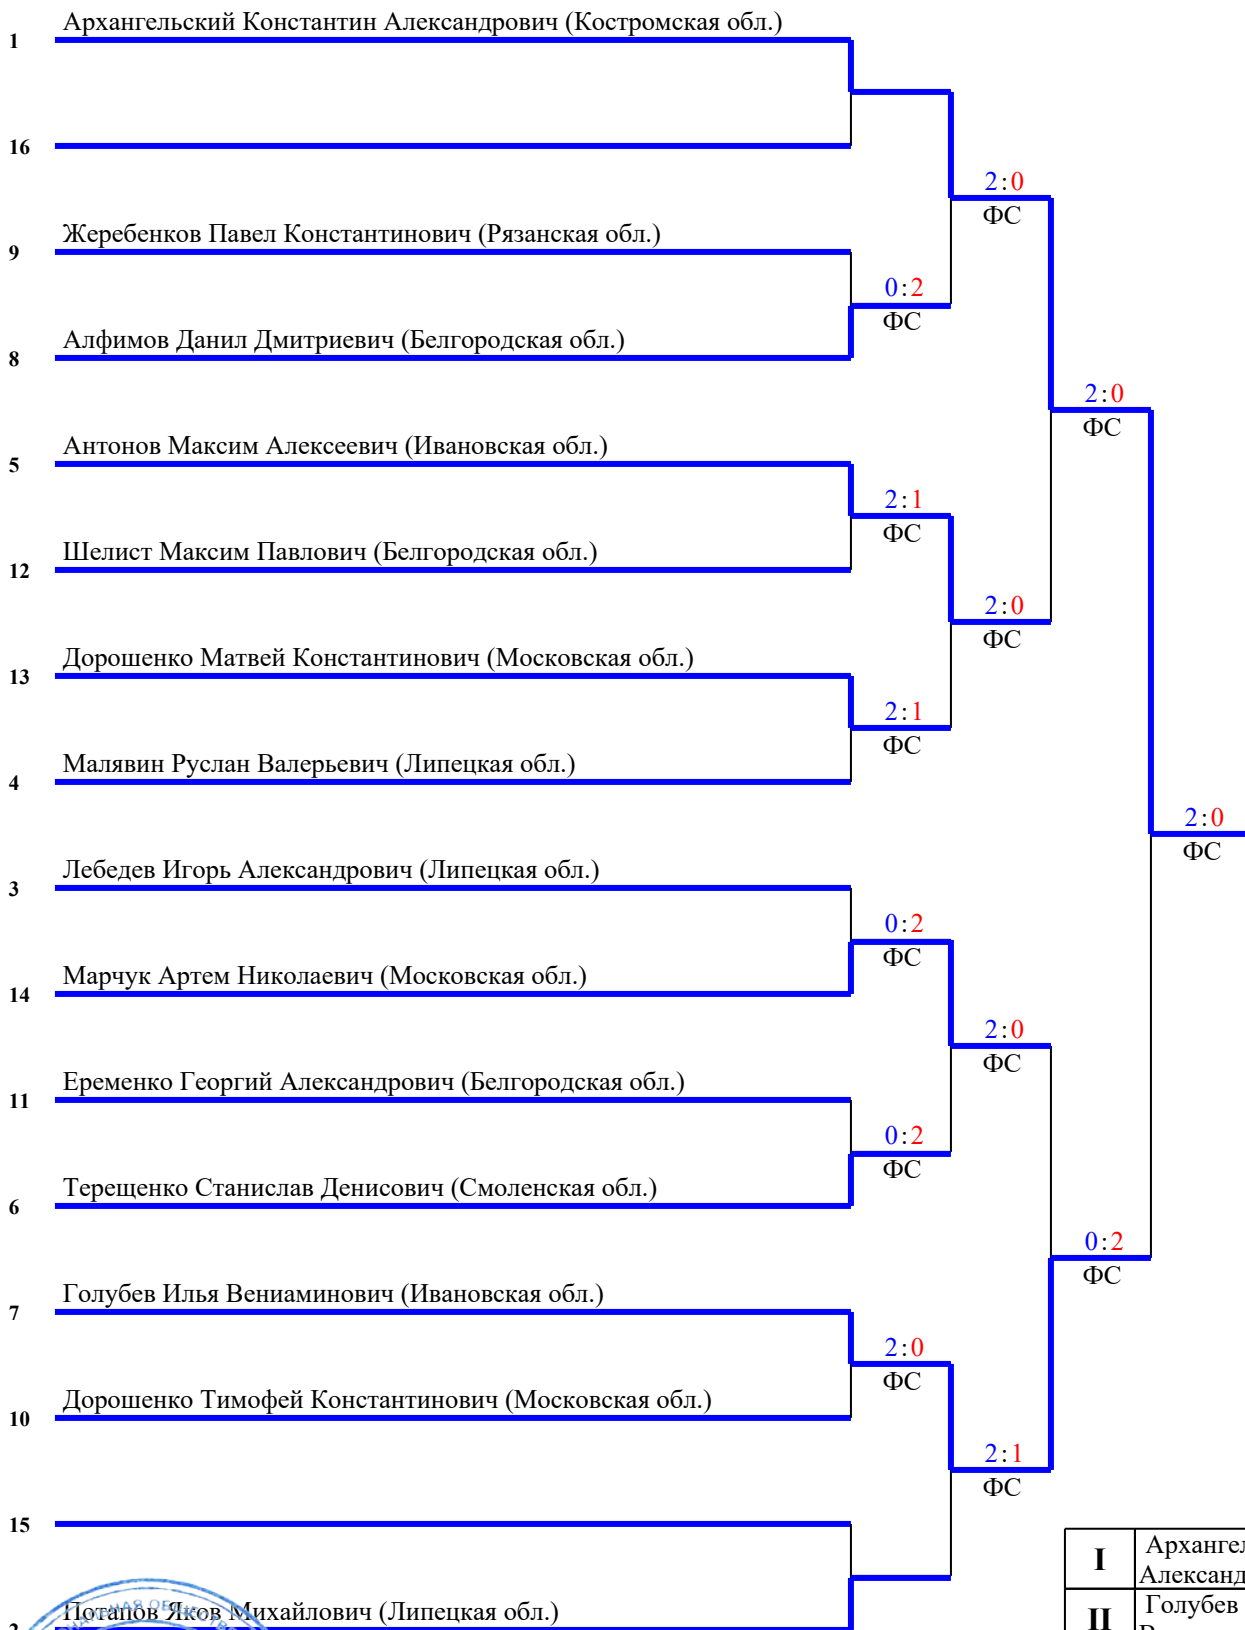 Архангельский Константин Александрович (Костромская обл.)
1
16
2:0
ФС
Жеребенков Павел Константинович (Рязанская обл.)
9
0:2
ФС
Алфимов Данил Дмитриевич (Белгородская обл.)
8
2:0
ФС
Антонов Максим Алексеевич (Ивановская обл.)
5
2:1
ФС
Шелист Максим Павлович (Белгородская обл.)
12
2:0
ФС
Дорошенко Матвей Константинович (Московская обл.)
13
2:1
ФС
Малявин Руслан Валерьевич (Липецкая обл.)
4
2:0
ФС
Лебедев Игорь Александрович (Липецкая обл.)
3
0:2
ФС
Марчук Артем Николаевич (Московская обл.)
14
2:0
ФС
Еременко Георгий Александрович (Белгородская обл.)
11
0:2
ФС
Терещенко Станислав Денисович (Смоленская обл.)
6
0:2
ФС
Голубев Илья Вениаминович (Ивановская обл.)
7
2:0
ФС
Дорошенко Тимофей Константинович (Московская обл.)
10
2:1
ФС
15
I
Архангел
Александ
Потапов Яков Михайлович (Липецкая обл.)
II
Голубев